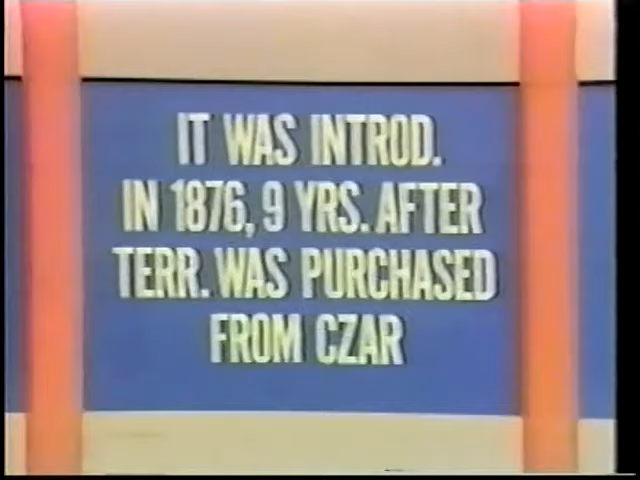 IT WAS INTROD.
IN 1876, 9 YRS. AFTER
TERR. WAS PURCHASED
FROM CZAR